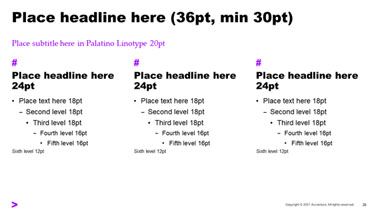 Place headline here (36pt, min 30pt)
Place subtitle here in Palatino Linotype 20pt
#
Place headline here
24pt
• Place text here 18pt
– Second level 18pt
• Third level 18pt
– Fourth level 16pt
• Fifth level 16pt
Sixth level 12pt
#
Place headline here
24pt
• Place text here 18pt
– Second level 18pt
• Third level 18pt
– Fourth level 16pt
• Fifth level 16pt
Sixth level 12pt
#
Place headline here
24pt
• Place text here 18pt
– Second level 18pt
• Third level 18pt
– Fourth level 16pt
• Fifth level 16pt
Sixth level 12pt
>
Copyright © 2021 Accenture. All rights reserved.